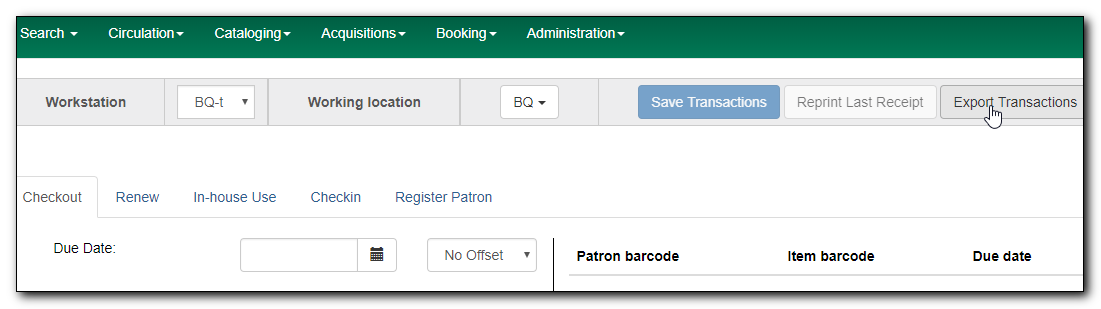 Search Circulation Cataloging Acquisitions Booking Administration
Workstation BQ-t Working location BQ Save Transactions Reprint Last Receipt Export Transactions
Checkout Renew In-house Use Checkin Register Patron
Due Date: No Offset Patron barcode Item barcode Due date